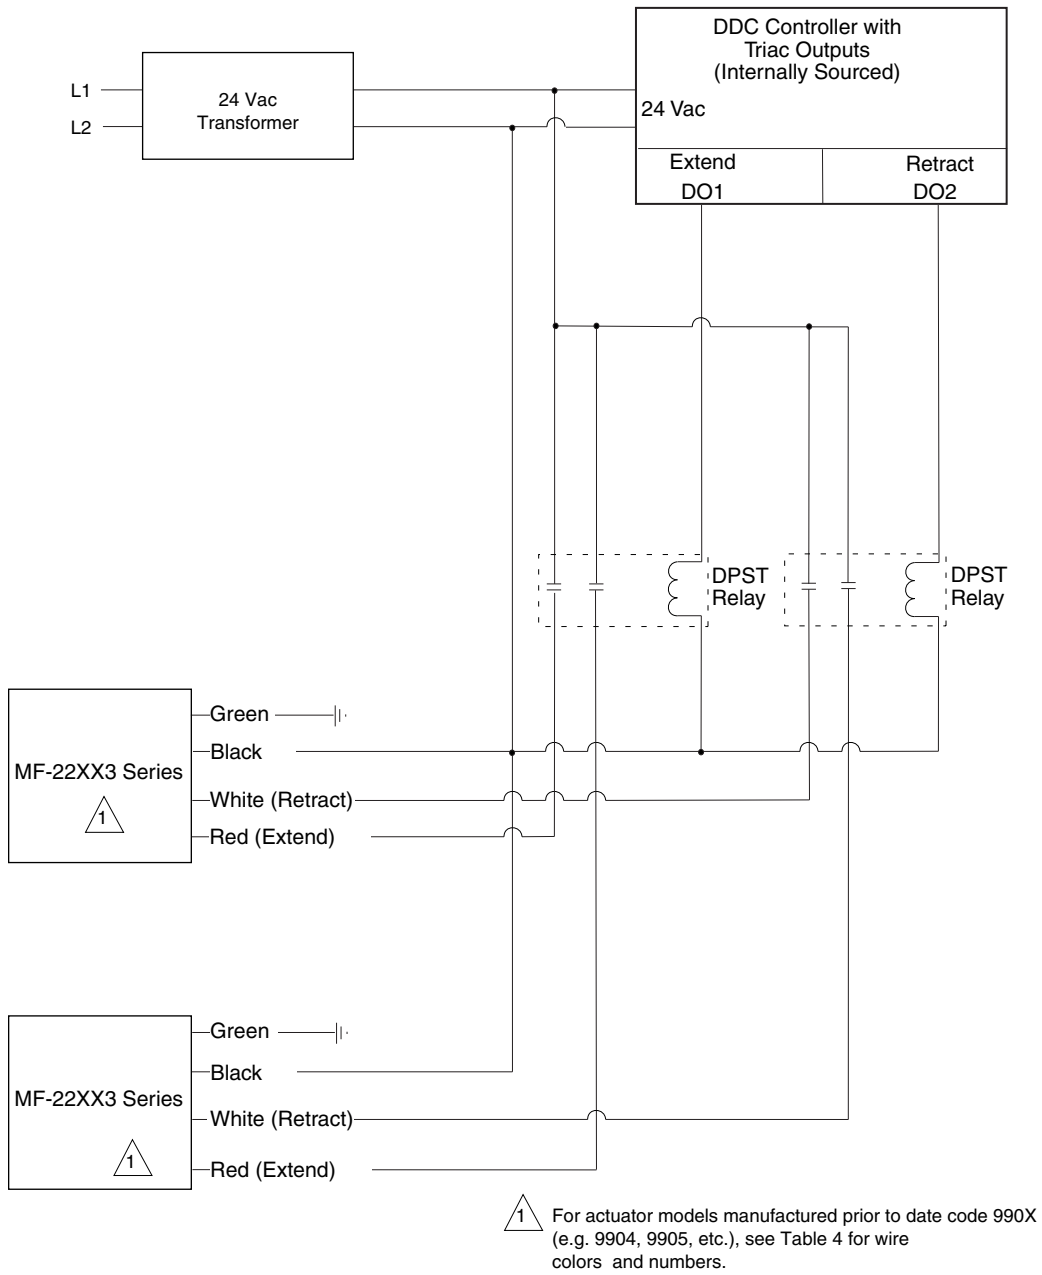 DDC Controller with
Triac Outputs
(Internally Sourced)
L1
24 Vac
Transformer
L2
24 Vac
Extend
DO1
Retract
DO2
DPST
Relay
DPST
Relay
MF-22XX3 Series
1
Green
Black
White (Retract)
Red (Extend)
MF-22XX3 Series
1
Green
Black
White (Retract)
Red (Extend)
1 For actuator models manufactured prior to date code 990X
(e.g. 9904, 9905, etc.), see Table 4 for wire
colors and numbers.